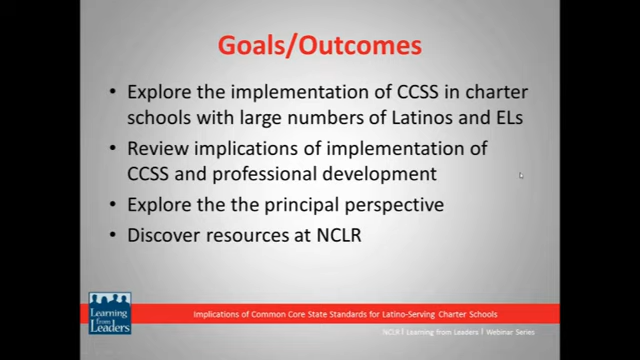 Goals/Outcomes
• Explore the implementation of CCSS in charter
schools with large numbers of Latinos and ELs
• Review implications of implementation of
CCSS and professional development
• Explore the the principal perspective
• Discover resources at NCLR
Learning
from
Leaders
Implications of Common Core State Standards for Latino-Serving Charter Schools
NCLR | Learning from Leaders | Webinar Series